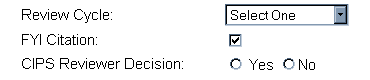 Review Cycle: Select One
FYI Citation:
CIPS Reviewer Decision: Yes No